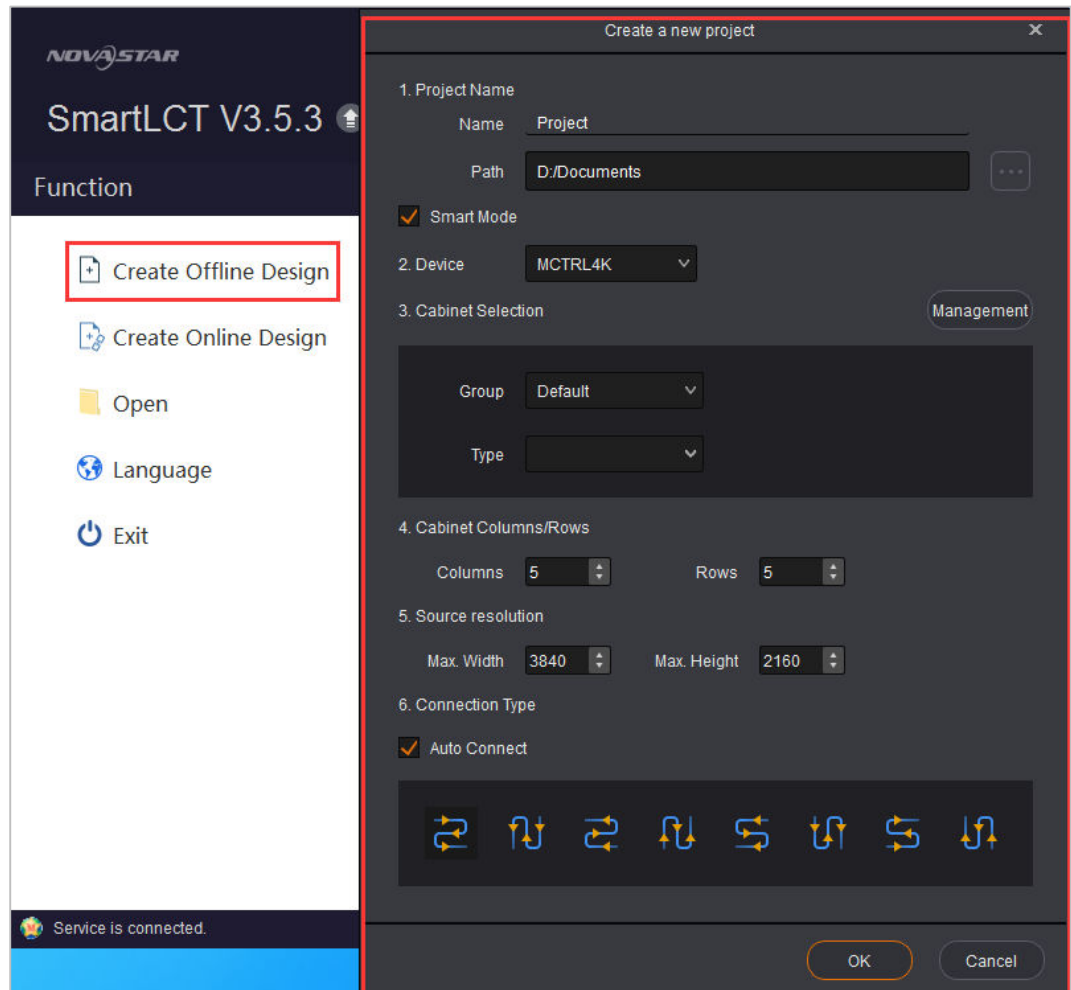 NOVASTAR
SmartLCT V3.5.3
Function
Create Offline Design
Create Online Design
Open
Language
Exit
Service is connected.
Create a new project
1. Project Name
Name Project
Path D:/Documents ...
Smart Mode
2. Device MCTRL4K
3. Cabinet Selection Management
Group Default
Type
4. Cabinet Columns/Rows
Columns 5 Rows 5
5. Source resolution
Max. Width 3840 Max. Height 2160
6. Connection Type
Auto Connect
OK Cancel